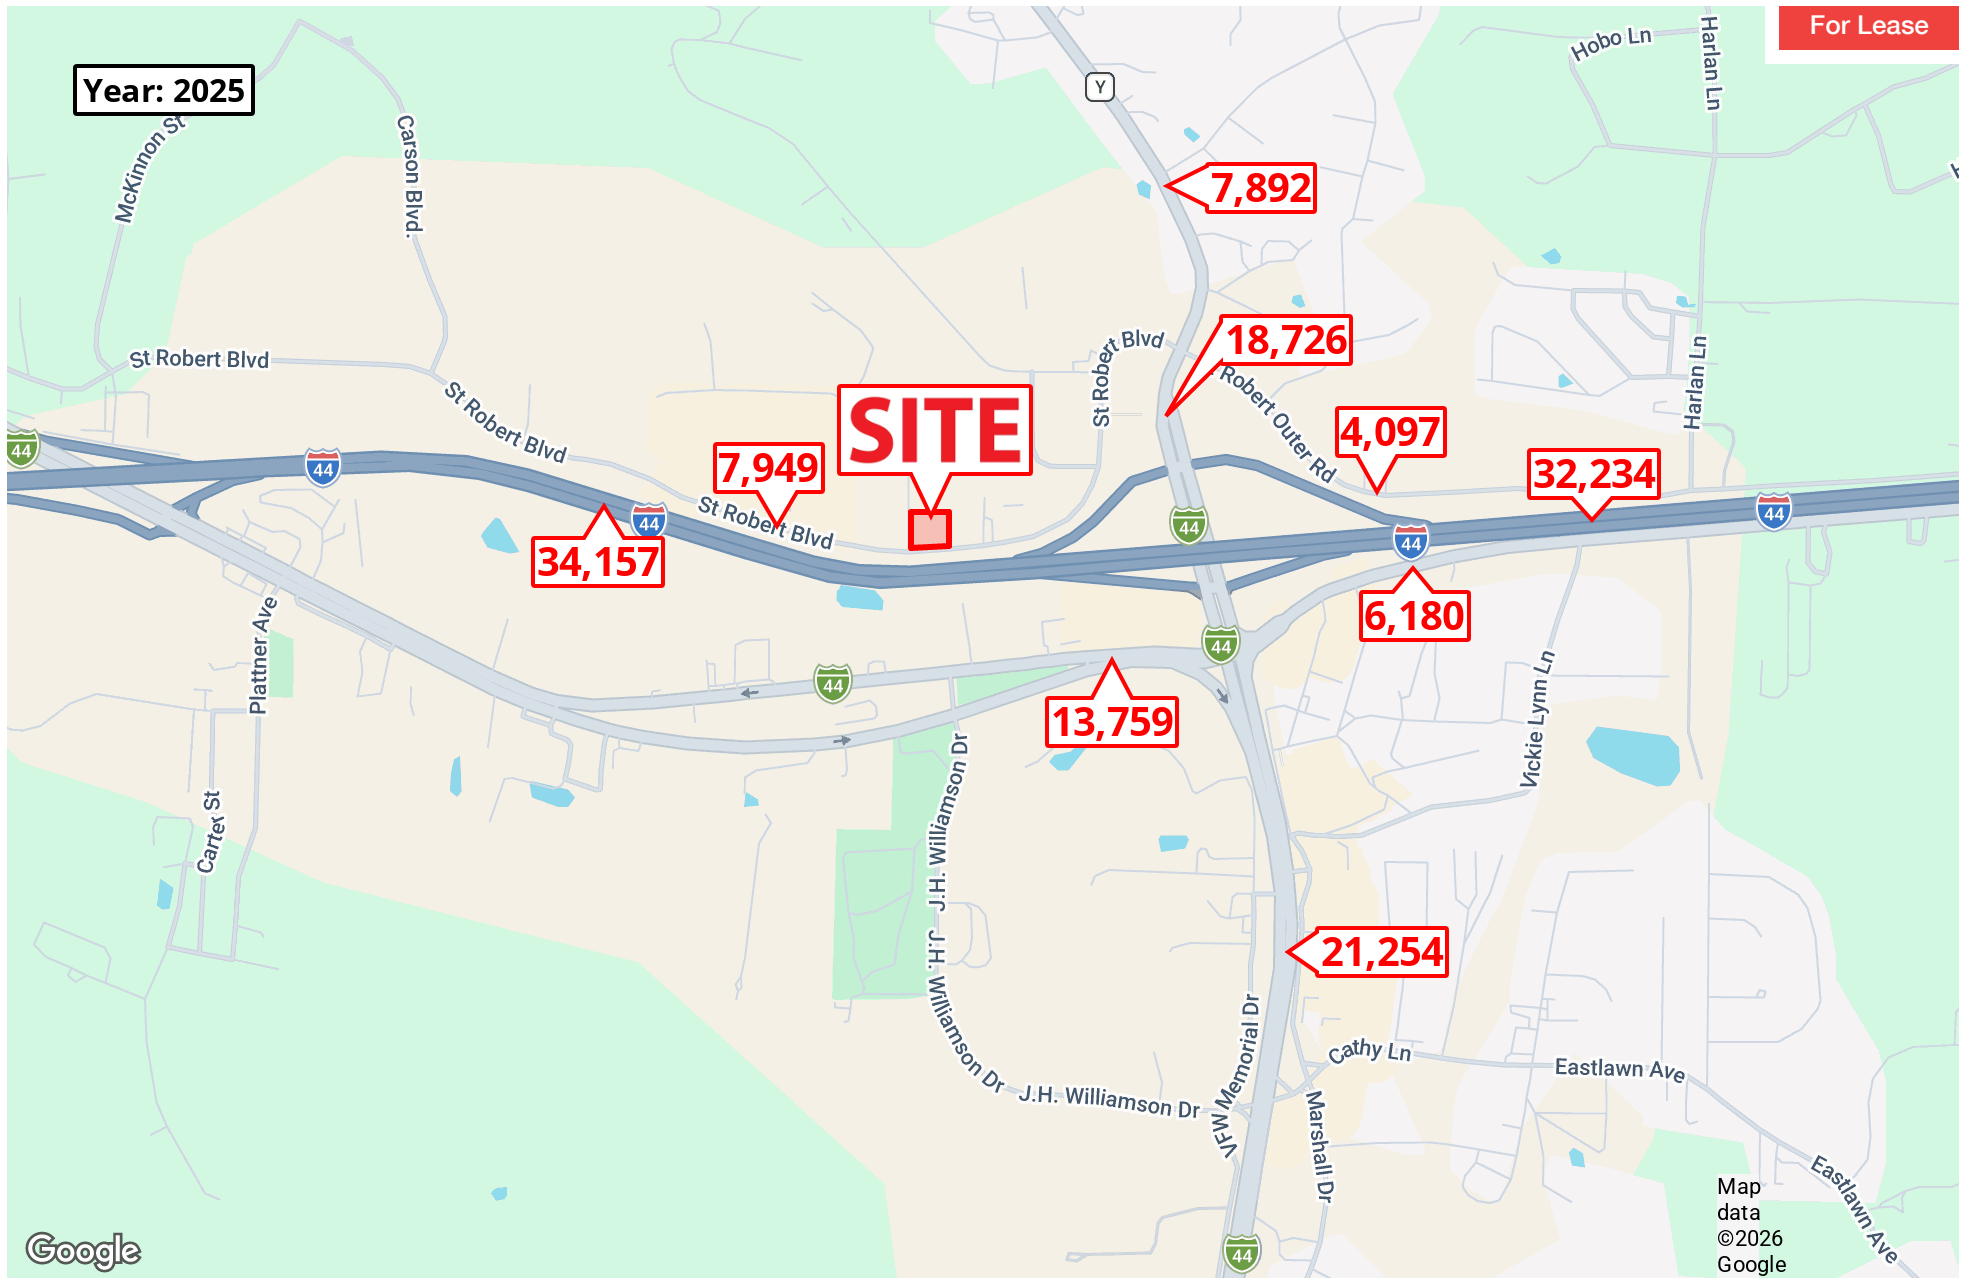 For Lease
Year: 2025
Hobo Ln
Harlan Ln
Y
McKinnon St
Carson Blvd.
7,892
St Robert Blvd
St Robert Blvd
18,726
St Robert Blvd
St Robert Blvd
SITE
Robert Outer Rd
4,097
Harlan Ln
44
44
7,949
32,234
44
St Robert Blvd
44
44
44
34,157
6,180
Plattner Ave
44
44
13,759
Vickie Lynn Ln
J.H. Williamson Dr
Carter St
21,254
J.H. Williamson Dr
VFW Memorial Dr
Cathy Ln
Eastlawn Ave
J.H. Williamson Dr
Marshall Dr
Eastlawn Ave
44
Google
Map
data
©2026
Google